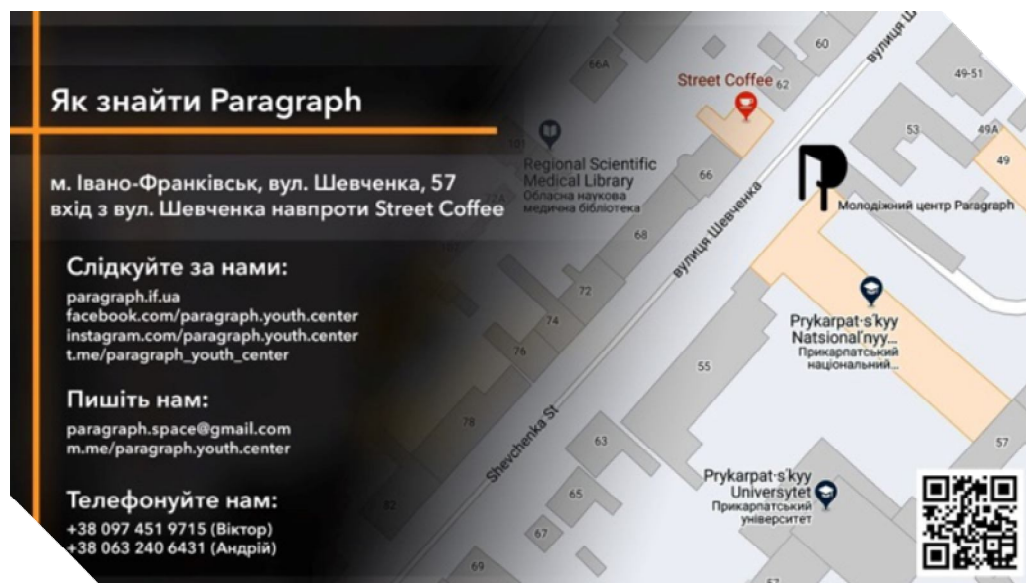 Як знайти Paragraph
м. Івано-Франківськ, вул. Шевченка, 57
вхід з вул. Шевченка навпроти Street Coffee
Слідкуйте за нами:
paragraph.if.ua
facebook.com/paragraph.youth.center
instagram.com/paragraph.youth.center
t.me/paragraph_youth_center
Пишіть нам:
paragraph.space@gmail.com
m.me/paragraph.youth.center
Телефонуйте нам:
+38 097 451 9715 (Віктор)
+38 063 240 6431 (Андрій)
66A
60
вулиця Ш
Street Coffee
62
49-51
53
49A
49
101
Regional Scientific
Medical Library
Обласна наукова
медична бібліотека
66
Молодіжний центр Paragraph
68
вулиця Шевченка
72
74
76
Prykarpat·s'kyy
Natsional'nyy...
Прикарпатський
національний...
55
78
Shevchenka St
63
57
82
65
Prykarpat·s'kyy
Universytet
Прикарпатський
університет
67
69
57